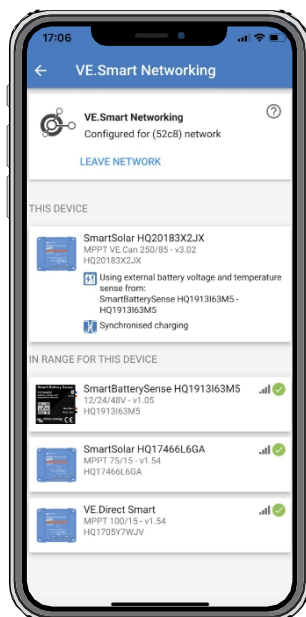 17:06
VE.Smart Networking
VE.Smart Networking
Configured for (52c8) network
LEAVE NETWORK
THIS DEVICE
SmartSolar HQ20183X2JX
MPPT VE.Can 250/85 - v3.02
HQ20183X2JX
Using external battery voltage and temperature
sense from:
SmartBatterySense HQ1913I63M5 -
HQ1913I63M5
Synchronised charging
IN RANGE FOR THIS DEVICE
SmartBatterySense HQ1913I63M5
12/24/48V - v1.05
HQ1913I63M5
SmartSolar HQ17466L6GA
MPPT 75/15 - v1.54
HQ17466L6GA
VE.Direct Smart
MPPT 100/15 - v1.54
HQ1705Y7WJV